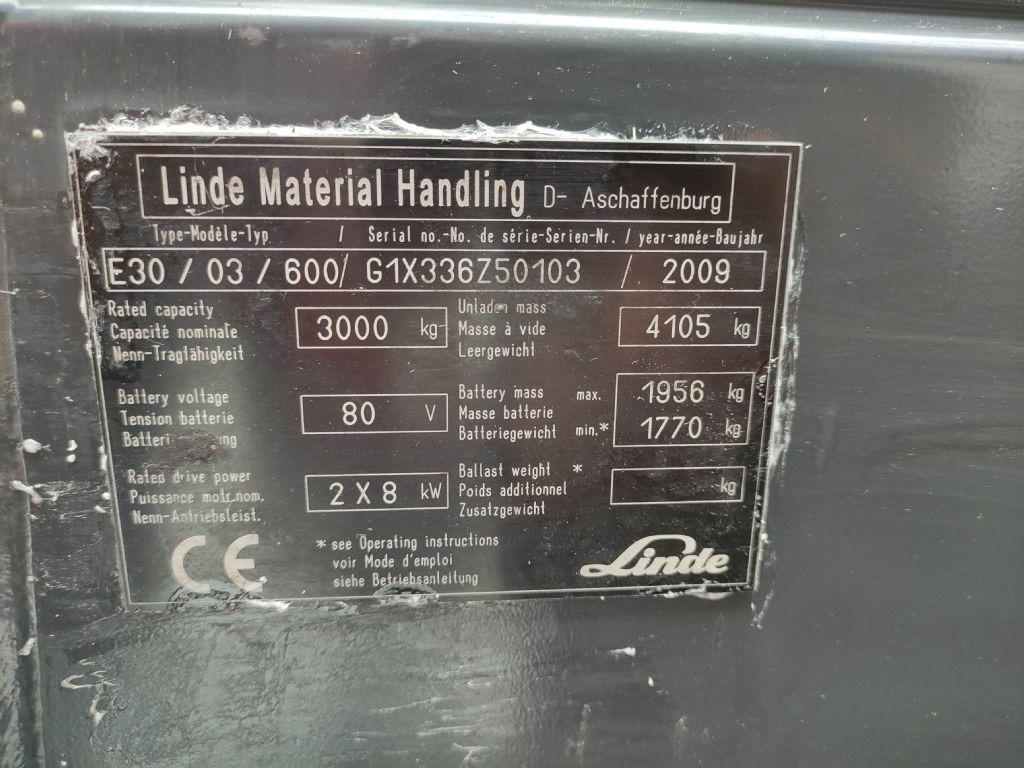 Linde Material Handling D- Aschaffenburg
Type-Modèle-Typ / Serial no.-No. de série-Serien-Nr. / year-année-Baujahr
E30 / 03 / 600/ G1X336Z50103 / 2009
Rated capacity
Capacité nominale
Nenn-Tragfähigkeit
3000 kg
Unladen mass
Masse à vide
Leergewicht
4105 kg
Battery voltage
Tension batterie
80 V
Battery mass max.
Masse batterie
Batteriegewicht min.*
1956 kg
1770 kg
Rated drive power
Puissance mot.nom.
Nenn-Antriebsleist.
2 X 8 kW
Ballast weight *
Poids additionnel
Zusatzgewicht
kg
CE
* see Operating instructions
voir Mode d'emploi
siehe Betriebsanleitung
Linde